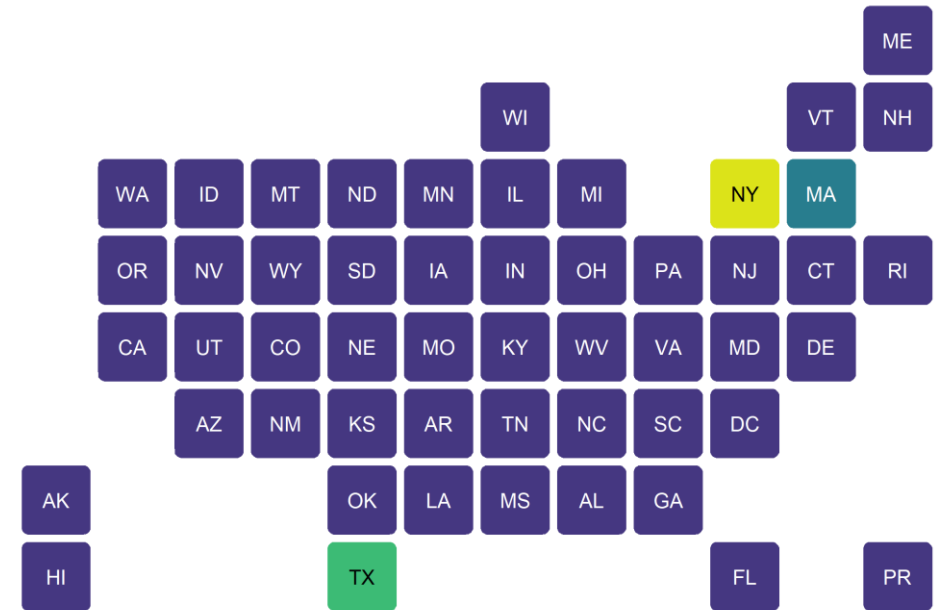 ME
WI VT NH
WA ID MT ND MN IL MI NY MA
OR NV WY SD IA IN OH PA NJ CT RI
CA UT CO NE MO KY WV VA MD DE
AZ NM KS AR TN NC SC DC
AK OK LA MS AL GA
HI TX FL PR